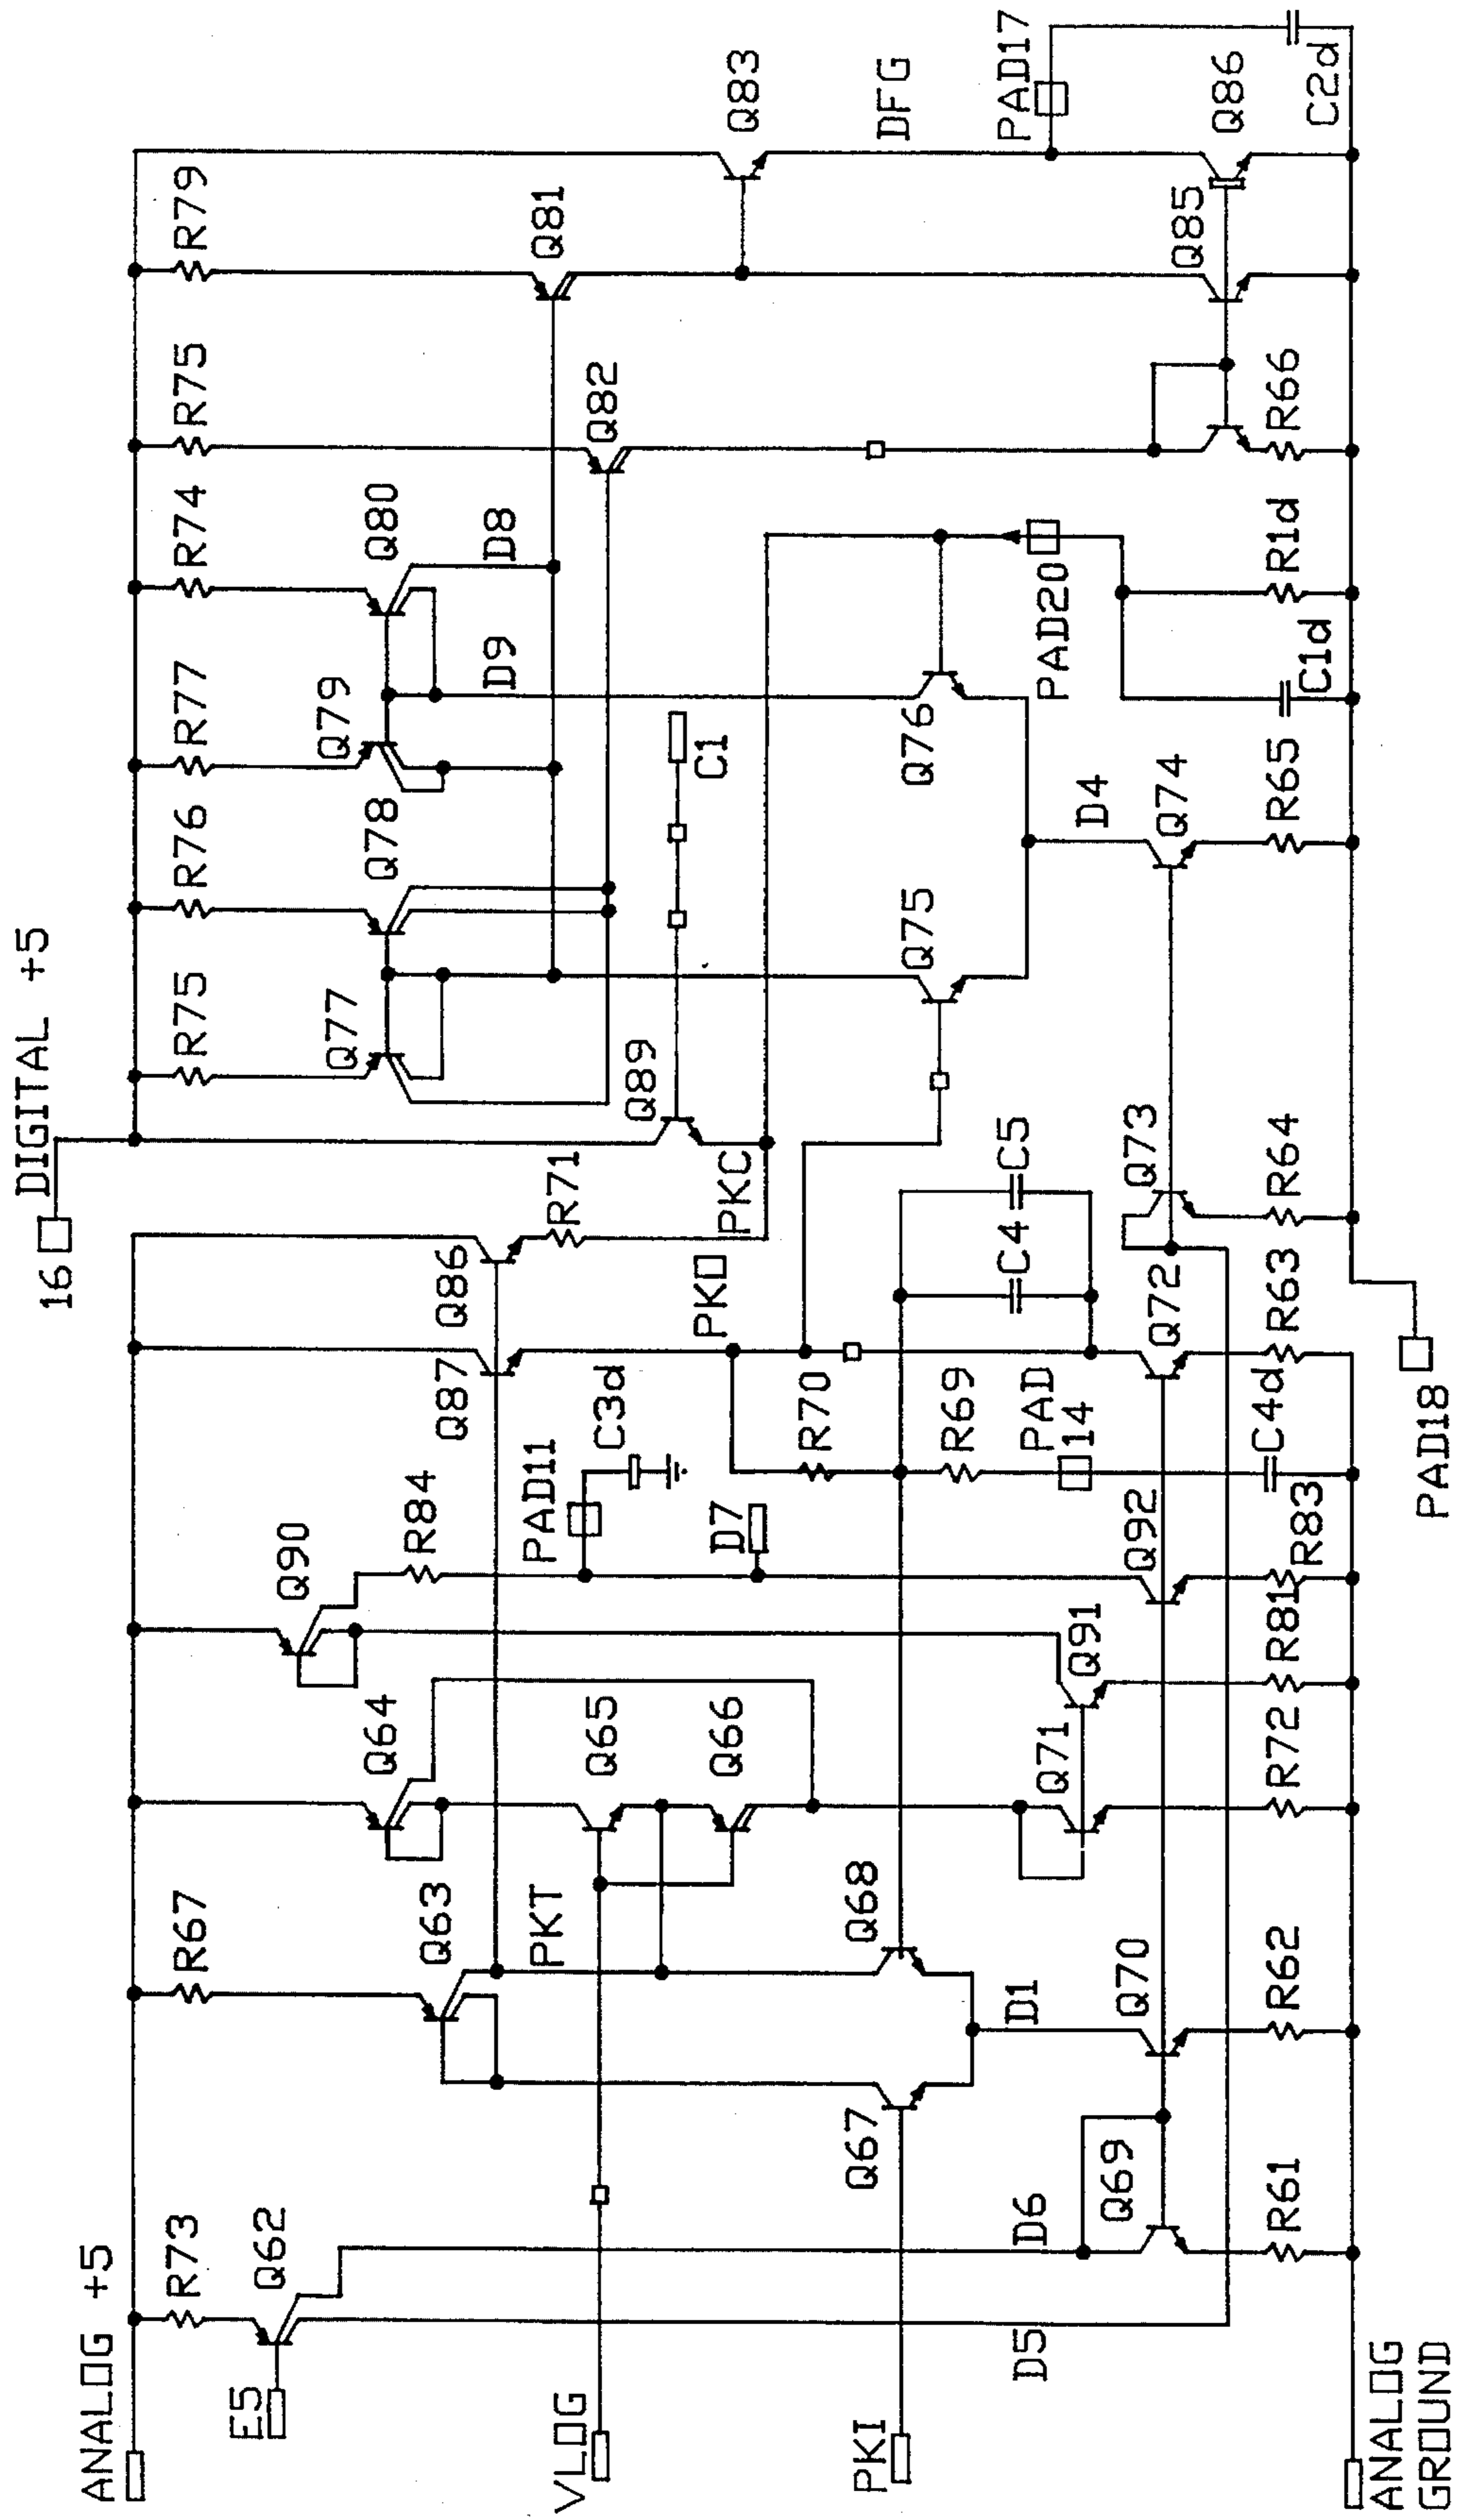 DIGITAL +5
16
ANALOG +5
R73
R67
R75
R76
R77
R74
R75
R79
E5
Q62
Q90
Q77
Q79
Q64
Q78
Q80
R84
Q63
Q87
Q86
D9
D8
PKT
PAD11
R71
Q81
VLOG
Q65
C3d
Q89
Q82
Q66
D7
PKO
PKC
C1
Q83
R70
PKI
Q67
Q68
Q75
Q76
DFG
R69
C4
C5
PAD17
D5
D6
D1
Q71
PAD
14
PAD20
Q91
D4
Q69
Q70
Q92
Q72
Q73
Q74
Q85
Q86
R61
R62
R72
R81
R83
C4d
R63
R64
R65
C1d
R1d
R66
C2d
ANALOG
GROUND
PAD18